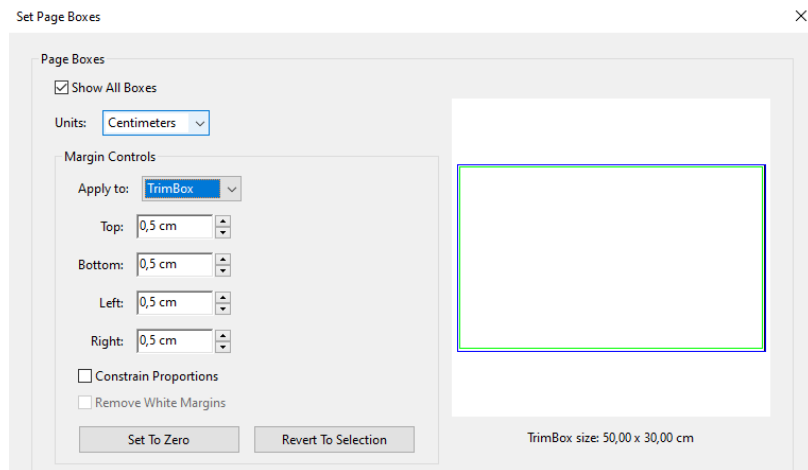 Set Page Boxes
Page Boxes
Show All Boxes
Units: Centimeters
Margin Controls
Apply to: TrimBox
Top: 0,5 cm
Bottom: 0,5 cm
Left: 0,5 cm
Right: 0,5 cm
Constrain Proportions
Remove White Margins
Set To Zero Revert To Selection
TrimBox size: 50,00 x 30,00 cm